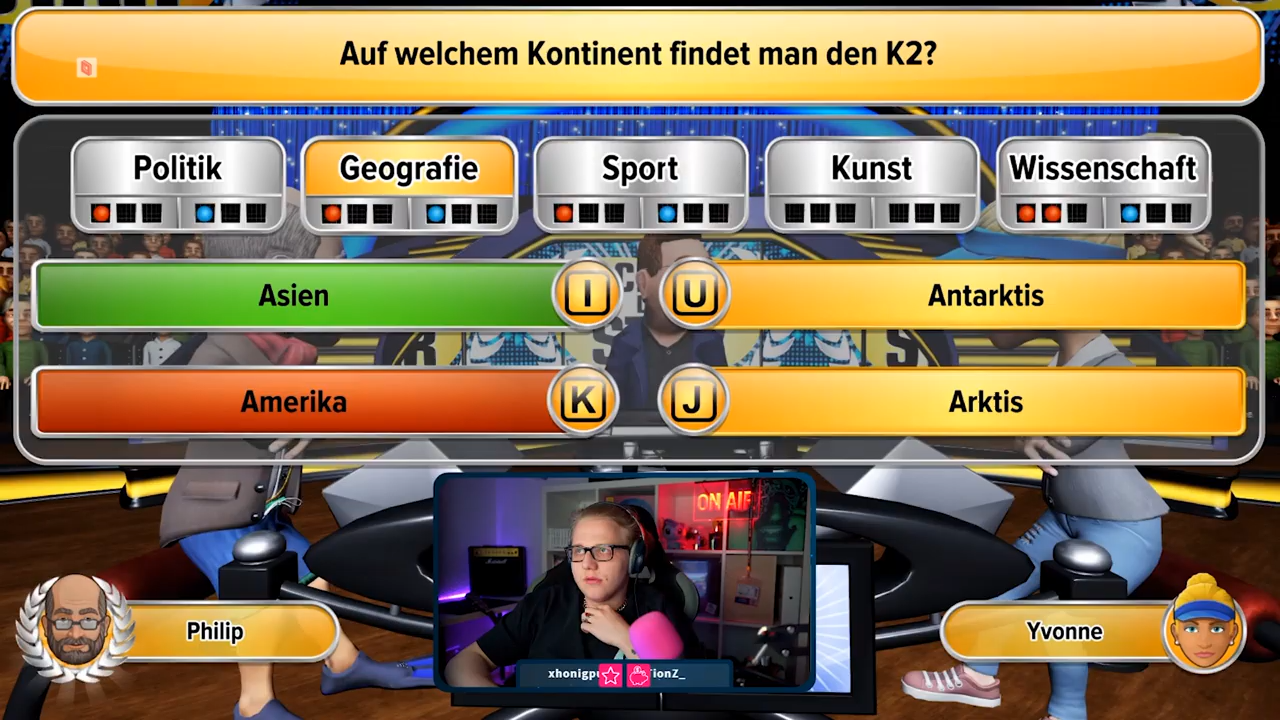 Auf welchem Kontinent findet man den K2?
Politik
Geografie
Sport
Kunst
Wissenschaft
Asien
I
U
Antarktis
Amerika
K
J
Arktis
ON AIR
Marshall
Philip
Yvonne